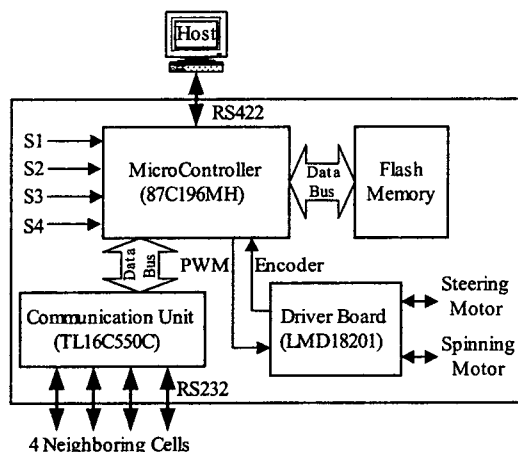 Host
RS422
S1
S2
S3
S4
MicroController
(87C196MH)
Data
Bus
Flash
Memory
Data
Bus
PWM
Encoder
Communication Unit
(TL16C550C)
Driver Board
(LMD18201)
Steering
Motor
Spinning
Motor
RS232
4 Neighboring Cells